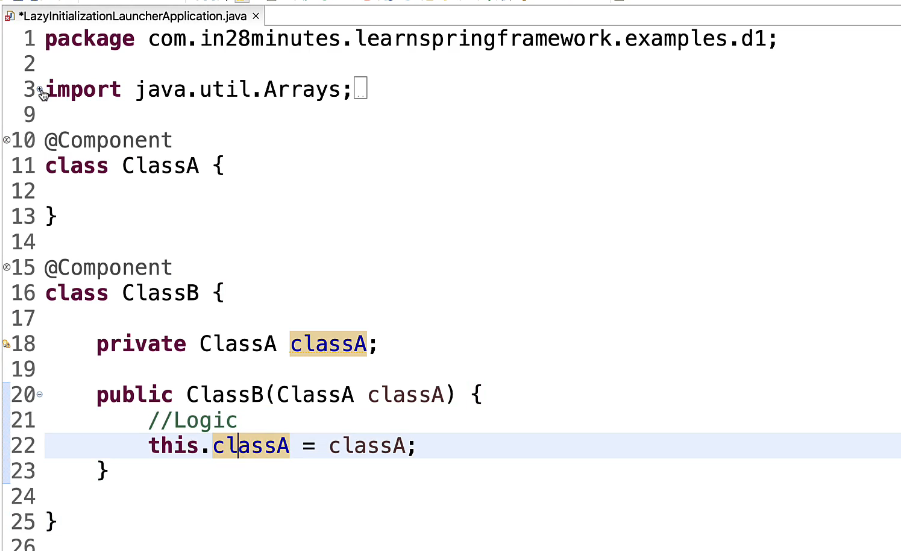 *LazyInitializationLauncherApplication.java
1 package com.in28minutes.learnspringframework.examples.d1;
2
3 import java.util.Arrays;
9
10 @Component
11 class ClassA {
12
13 }
14
15 @Component
16 class ClassB {
17
18 private ClassA classA;
19
20 public ClassB(ClassA classA) {
21 //Logic
22 this.classA = classA;
23 }
24
25 }
26